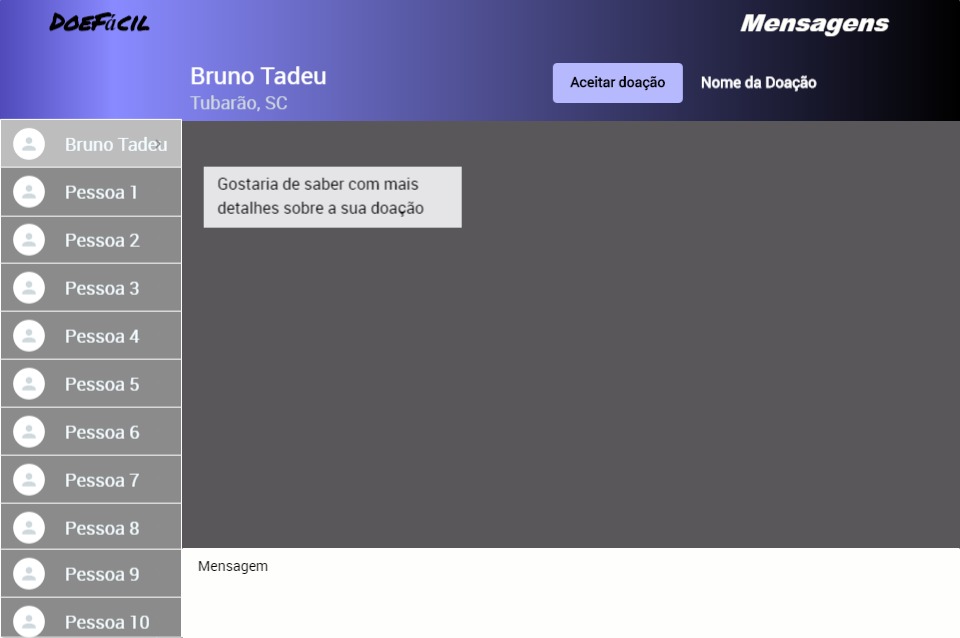 DoeFácil
Mensagens
Bruno Tadeu
Tubarão, SC
Aceitar doação
Nome da Doação
Bruno Tadeu
Pessoa 1
Pessoa 2
Pessoa 3
Pessoa 4
Pessoa 5
Pessoa 6
Pessoa 7
Pessoa 8
Pessoa 9
Pessoa 10
Gostaria de saber com mais
detalhes sobre a sua doação
Mensagem